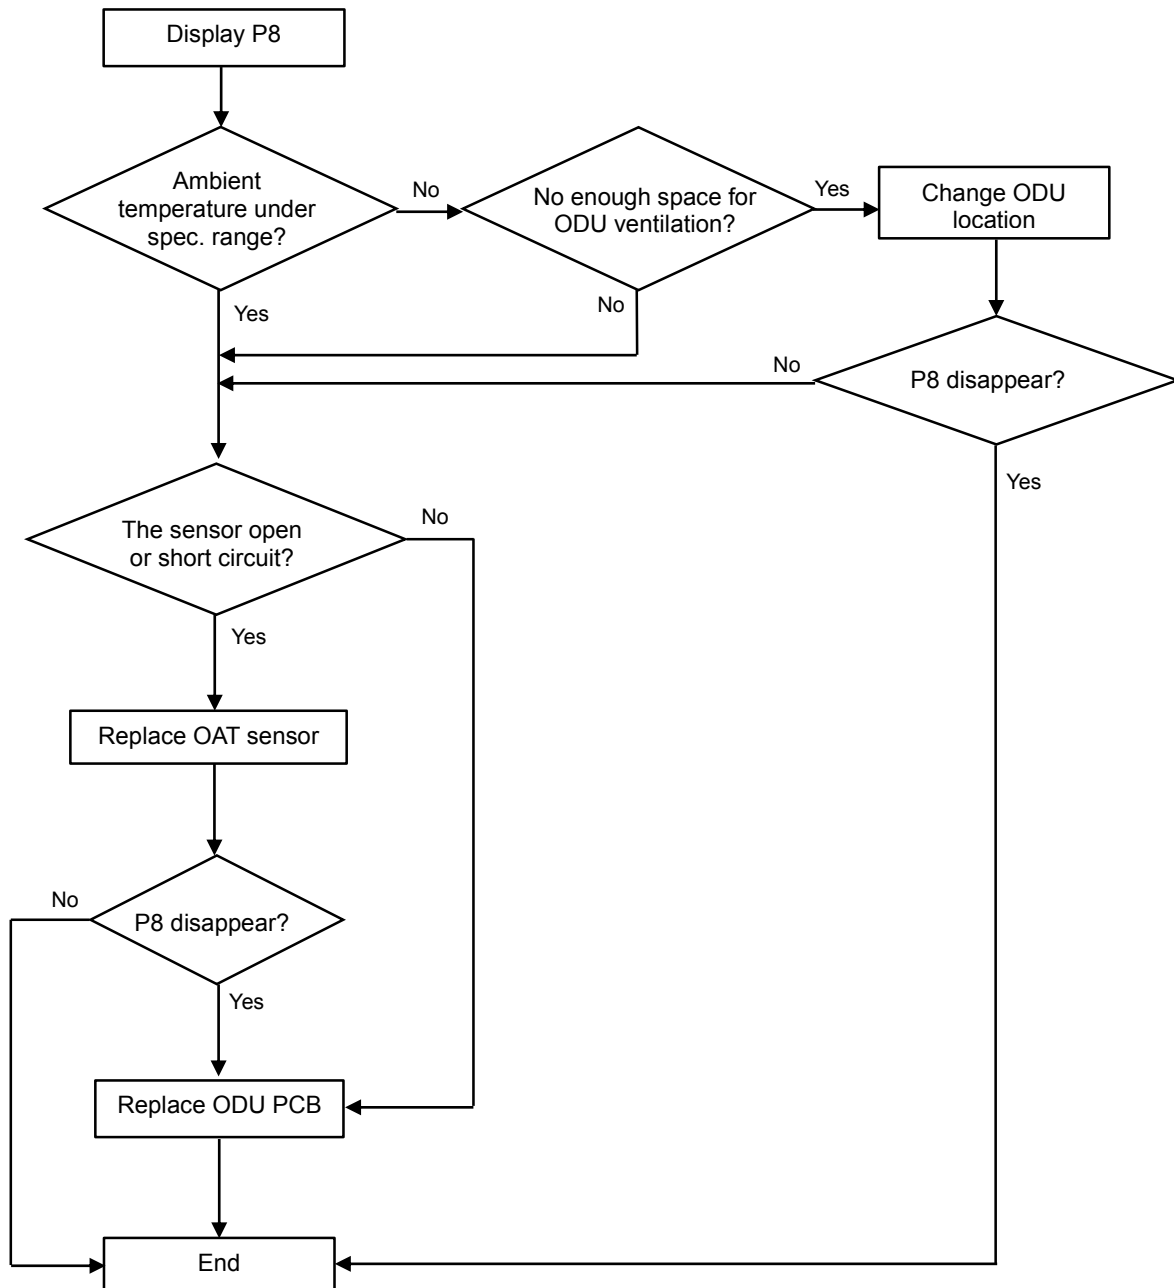 Display P8
Ambient
temperature under
spec. range?
No
No enough space for
ODU ventilation?
Yes
Change ODU
location
Yes
No
No
P8 disappear?
Yes
The sensor open
or short circuit?
No
Yes
Replace OAT sensor
No
P8 disappear?
Yes
Replace ODU PCB
End